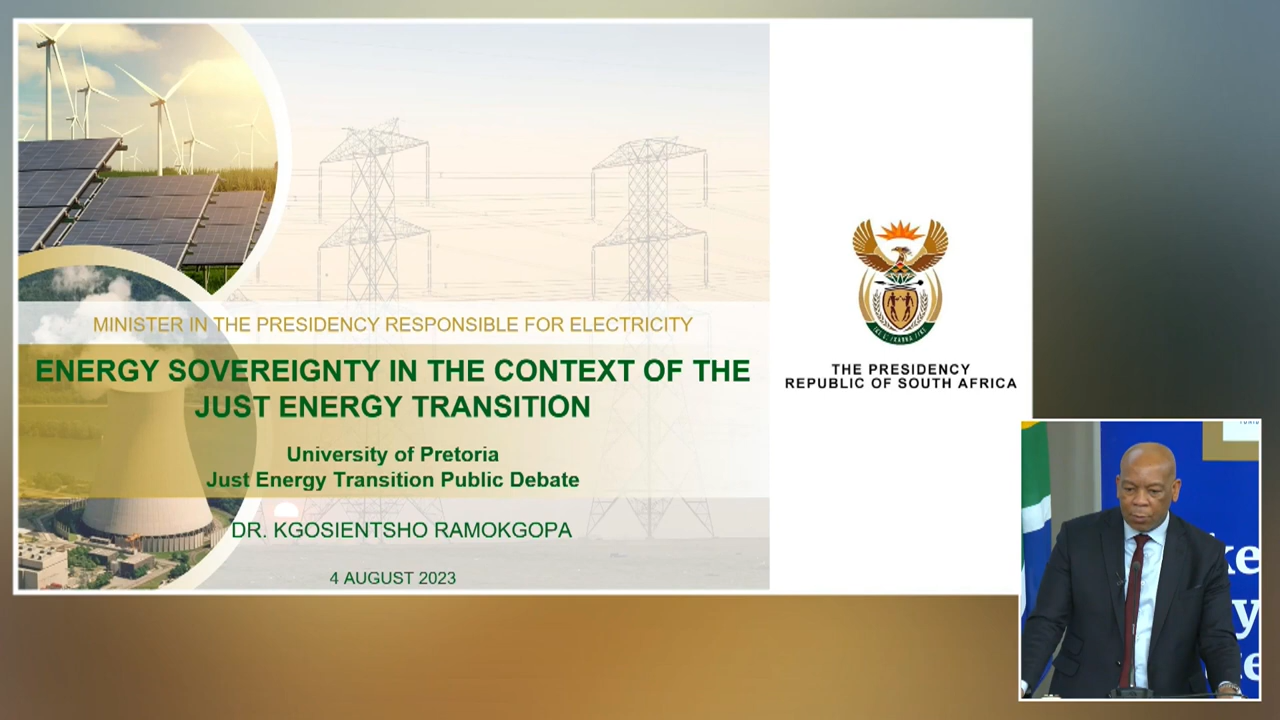 MINISTER IN THE PRESIDENCY RESPONSIBLE FOR ELECTRICITY
ENERGY SOVEREIGNTY IN THE CONTEXT OF THE
JUST ENERGY TRANSITION
University of Pretoria
Just Energy Transition Public Debate
DR. KGOSIENTSHO RAMOKGOPA
4 AUGUST 2023
THE PRESIDENCY
REPUBLIC OF SOUTH AFRICA
ke
y
e